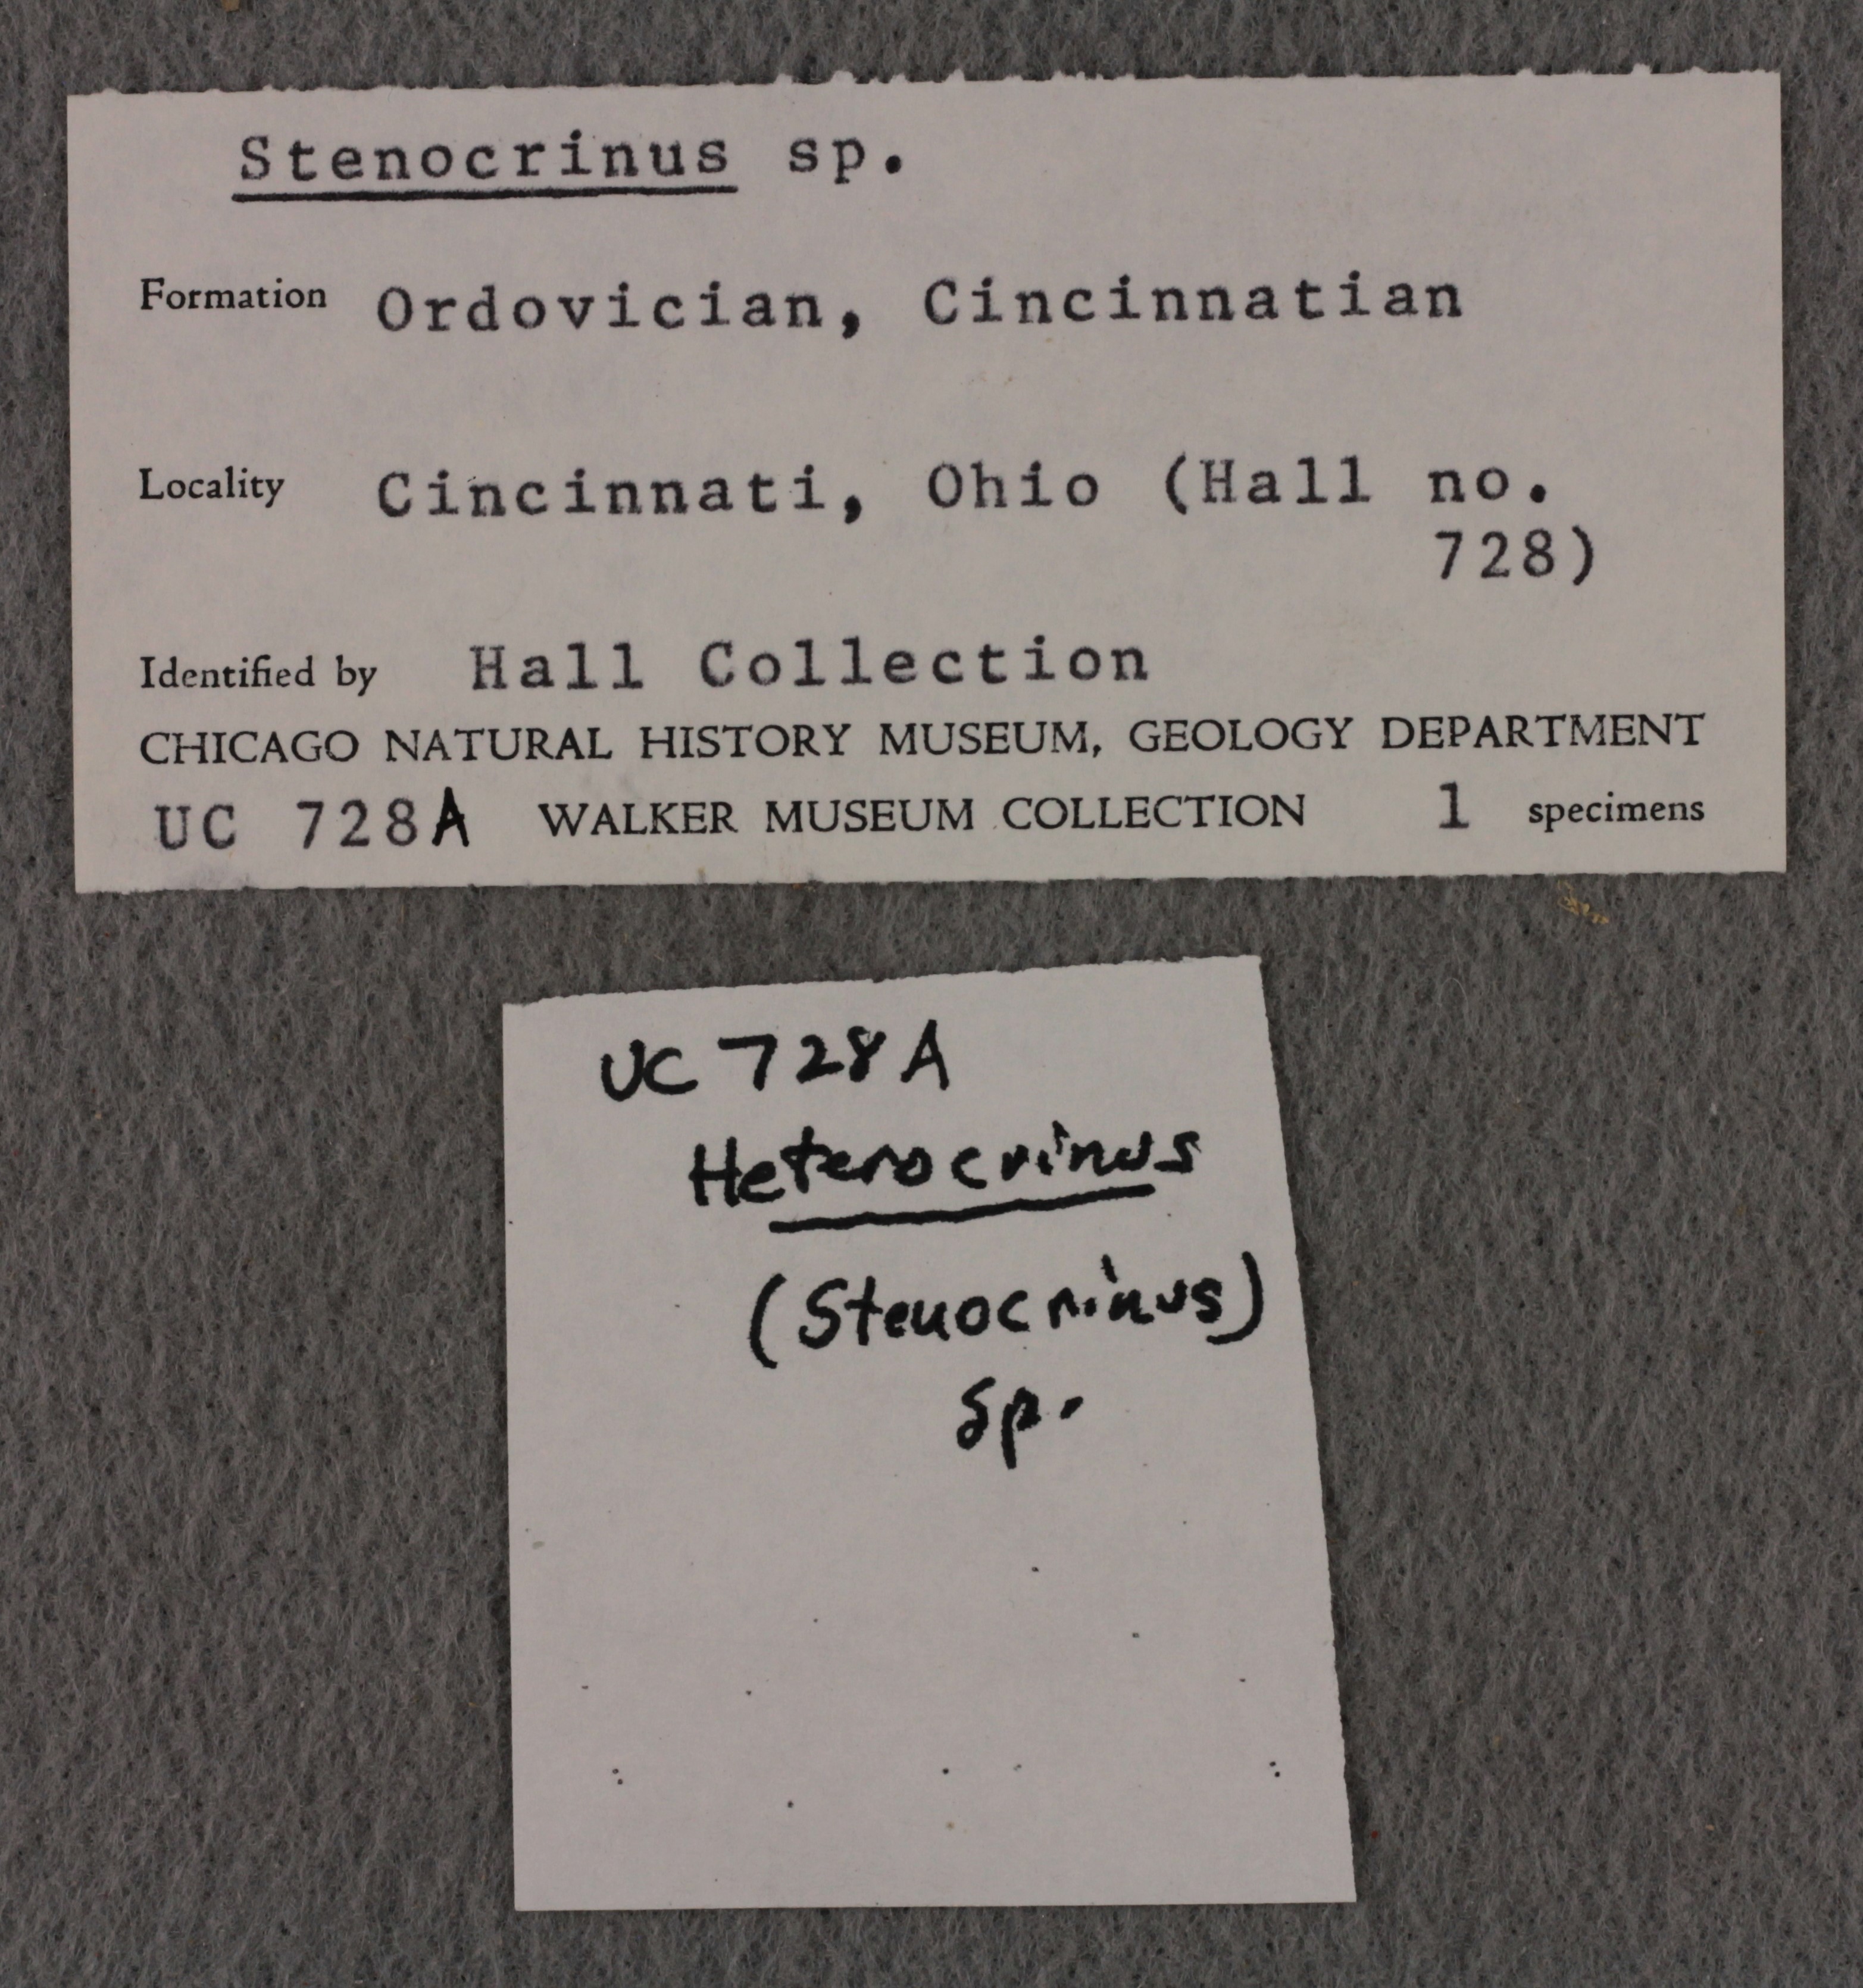 Stenocrinus sp.
Formation Ordovician, Cincinnatian
Locality Cincinnati, Ohio (Hall no.
728)
Identified by Hall Collection
CHICAGO NATURAL HISTORY MUSEUM, GEOLOGY DEPARTMENT
UC 728A WALKER MUSEUM COLLECTION 1 specimens
UC 728A
Heterocrinus
(Stenocrinus)
sp.